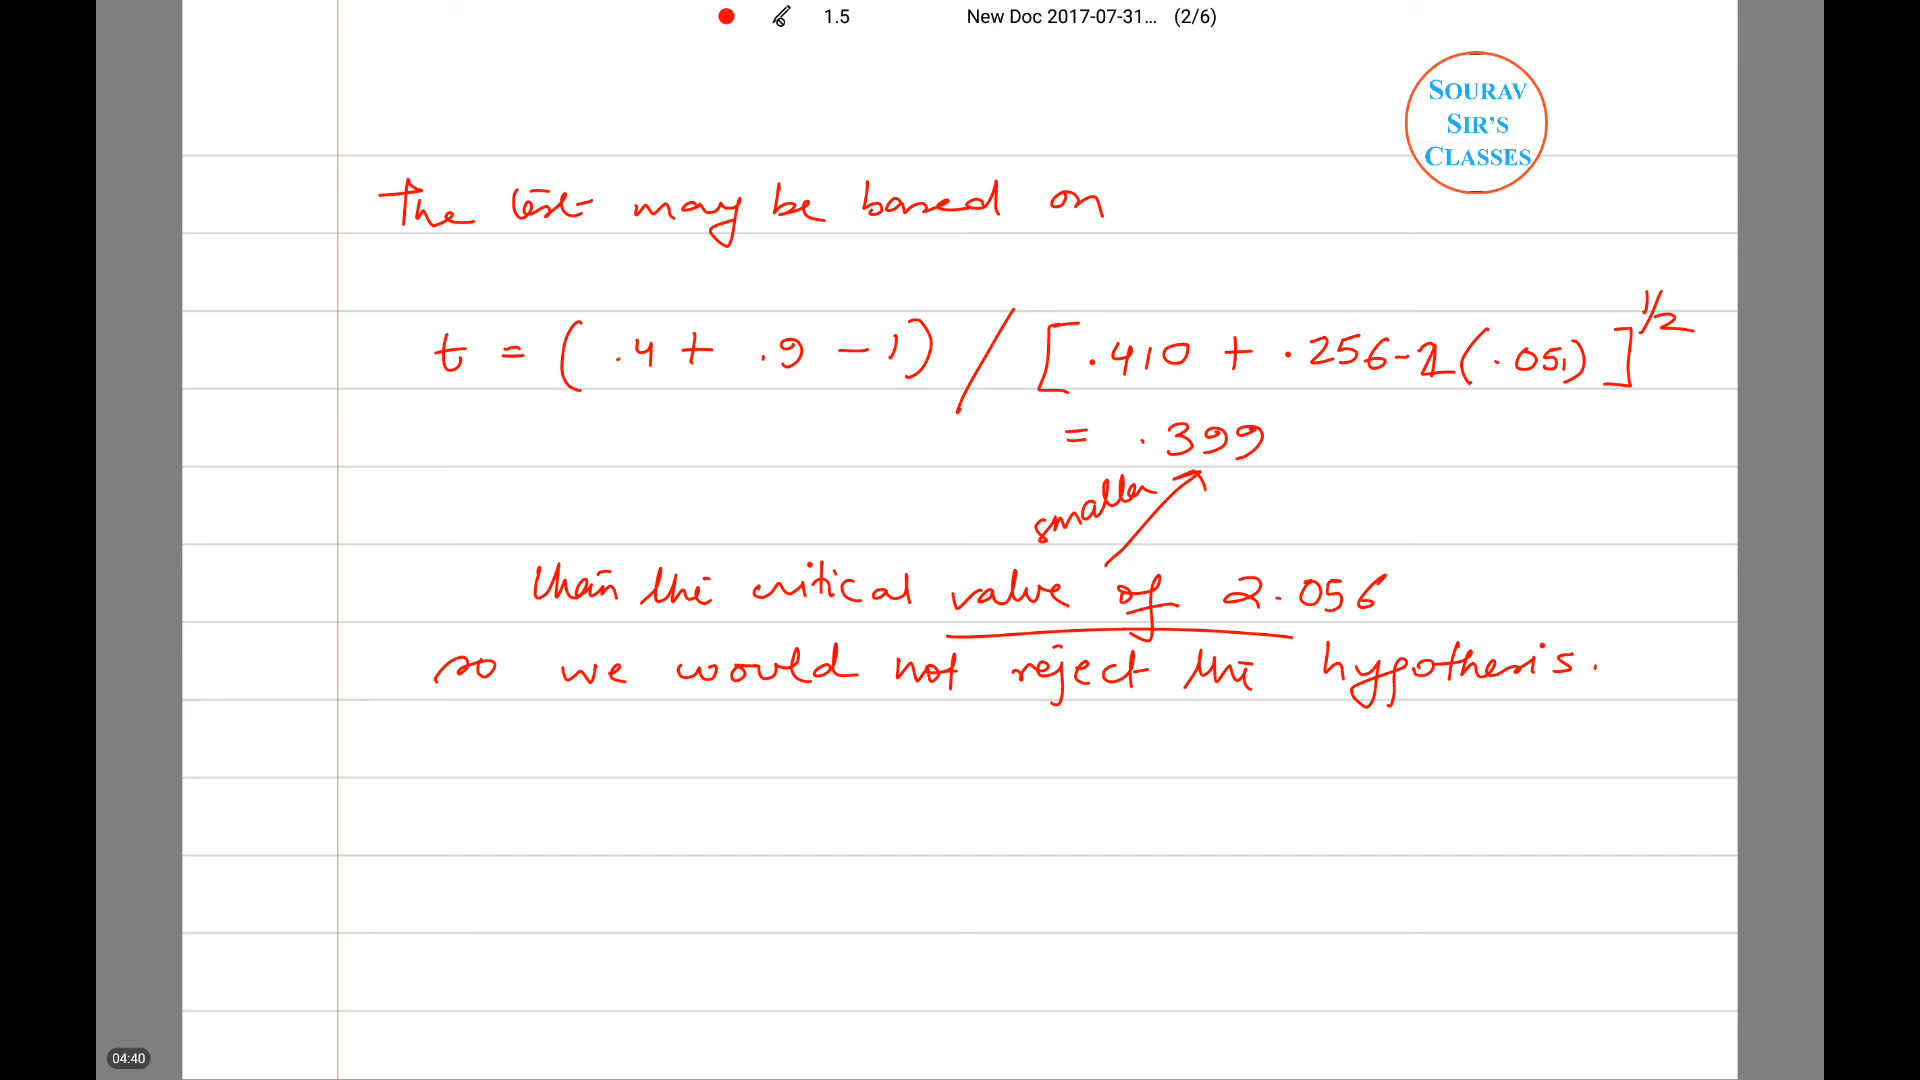 1.5 New Doc 2017-07-31... (2/6)
SOURAV
SIR'S
CLASSES
The test may be based on
t = ( .4 + .9 - 1) / [.410 + .256 - 2(.051)]^1/2
= .399
smaller
than the critical value of 2.056
so we would not reject the hypothesis.
04:40